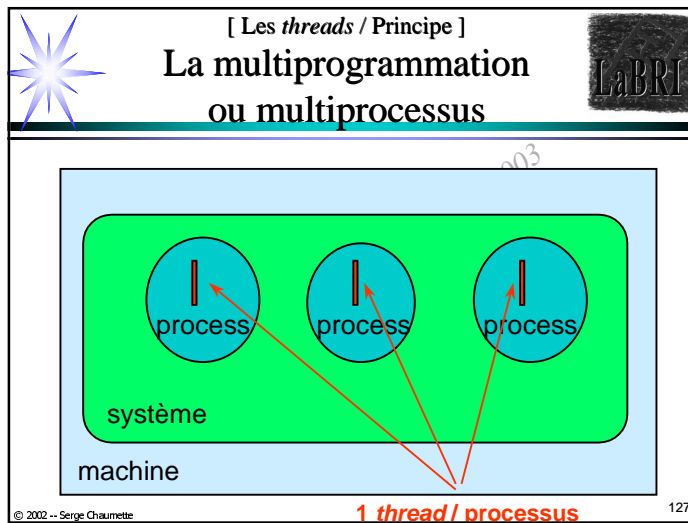 [ Les threads / Principe ]
La multiprogrammation
ou multiprocessus
LaBRI
process
process
process
système
machine
1 thread / processus
© 2002 -- Serge Chaumette
127